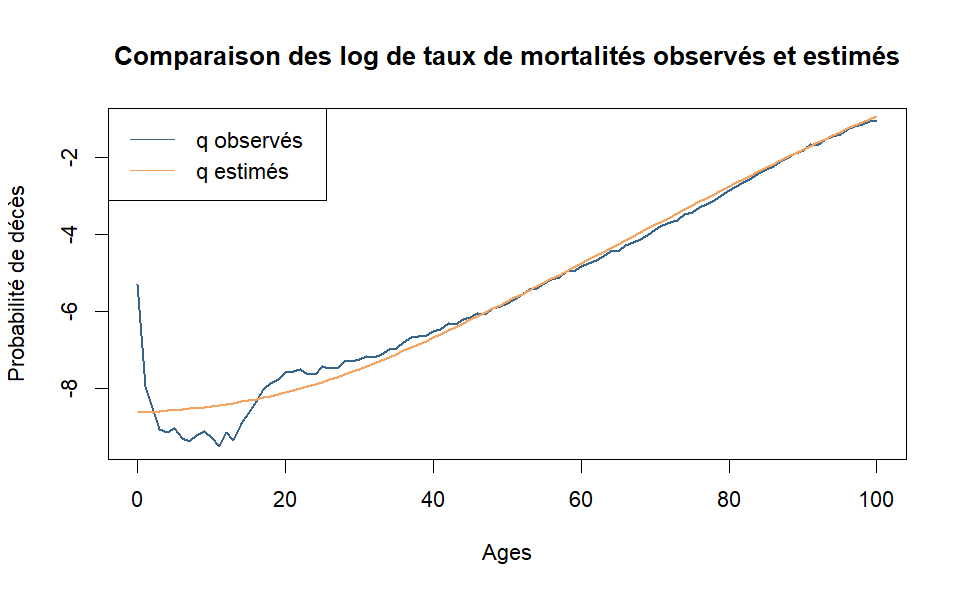 Comparaison des log de taux de mortalités observés et estimés
q observés
q estimés
Probabilité de décès
-2
-4
-6
-8
0 20 40 60 80 100
Ages